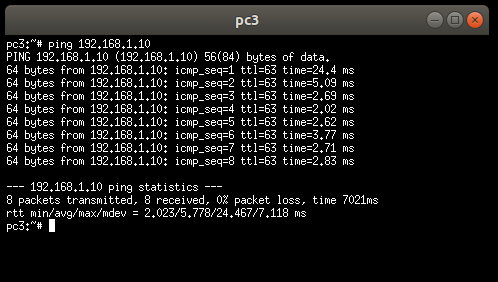 pc3
pc3:~# ping 192.168.1.10
PING 192.168.1.10 (192.168.1.10) 56(84) bytes of data.
64 bytes from 192.168.1.10: icmp_seq=1 ttl=63 time=24.4 ms
64 bytes from 192.168.1.10: icmp_seq=2 ttl=63 time=5.09 ms
64 bytes from 192.168.1.10: icmp_seq=3 ttl=63 time=2.69 ms
64 bytes from 192.168.1.10: icmp_seq=4 ttl=63 time=2.02 ms
64 bytes from 192.168.1.10: icmp_seq=5 ttl=63 time=2.62 ms
64 bytes from 192.168.1.10: icmp_seq=6 ttl=63 time=3.77 ms
64 bytes from 192.168.1.10: icmp_seq=7 ttl=63 time=2.71 ms
64 bytes from 192.168.1.10: icmp_seq=8 ttl=63 time=2.83 ms
--- 192.168.1.10 ping statistics ---
8 packets transmitted, 8 received, 0% packet loss, time 7021ms
rtt min/avg/max/mdev = 2.023/5.778/24.467/7.118 ms
pc3:~#